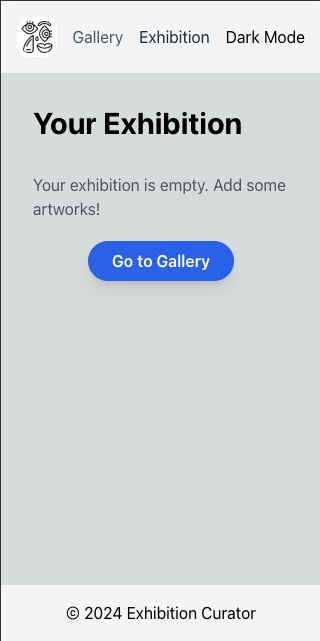 Gallery Exhibition Dark Mode
Your Exhibition
Your exhibition is empty. Add some
artworks!
Go to Gallery
© 2024 Exhibition Curator